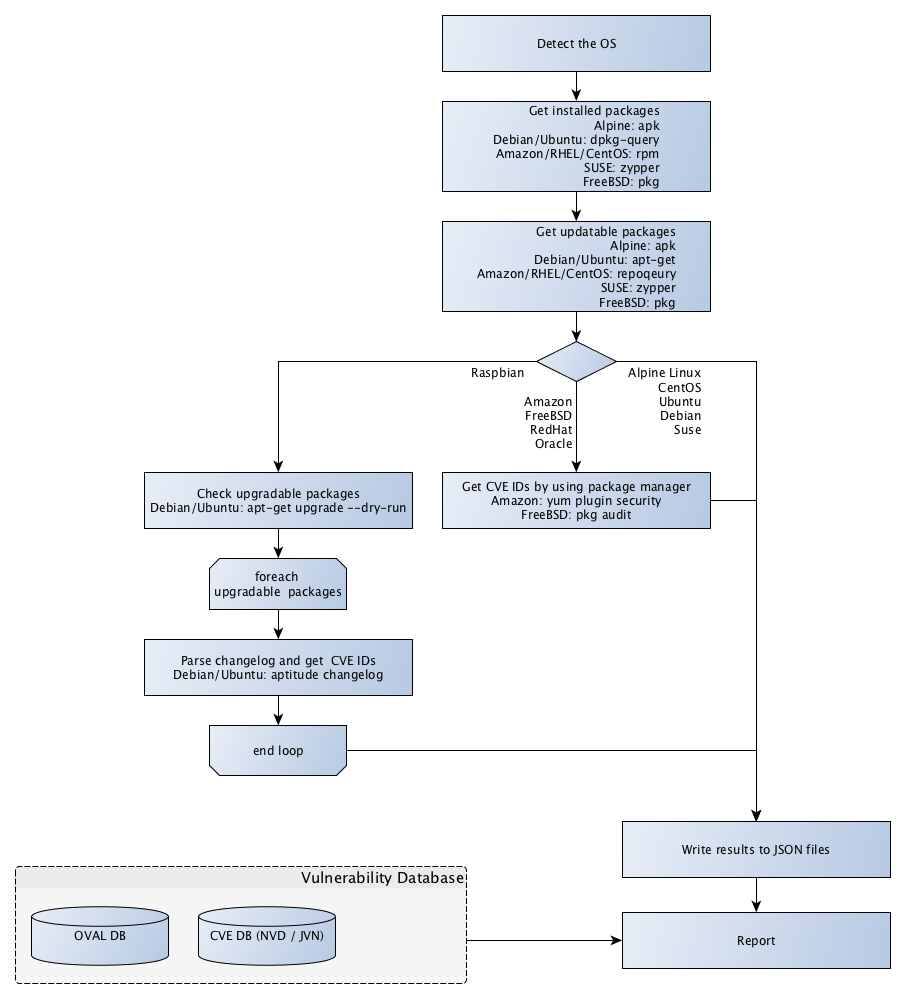 Detect the OS
Get installed packages
Alpine: apk
Debian/Ubuntu: dpkg-query
Amazon/RHEL/CentOS: rpm
SUSE: zypper
FreeBSD: pkg
Get updatable packages
Alpine: apk
Debian/Ubuntu: apt-get
Amazon/RHEL/CentOS: repoqeury
SUSE: zypper
FreeBSD: pkg
Raspbian
Amazon
FreeBSD
RedHat
Oracle
Alpine Linux
CentOS
Ubuntu
Debian
Suse
Check upgradable packages
Debian/Ubuntu: apt-get upgrade --dry-run
Get CVE IDs by using package manager
Amazon: yum plugin security
FreeBSD: pkg audit
foreach
upgradable  packages
Parse changelog and get  CVE IDs
Debian/Ubuntu: aptitude changelog
end loop
Write results to JSON files
Vulnerability Database
OVAL DB
CVE DB (NVD / JVN)
Report